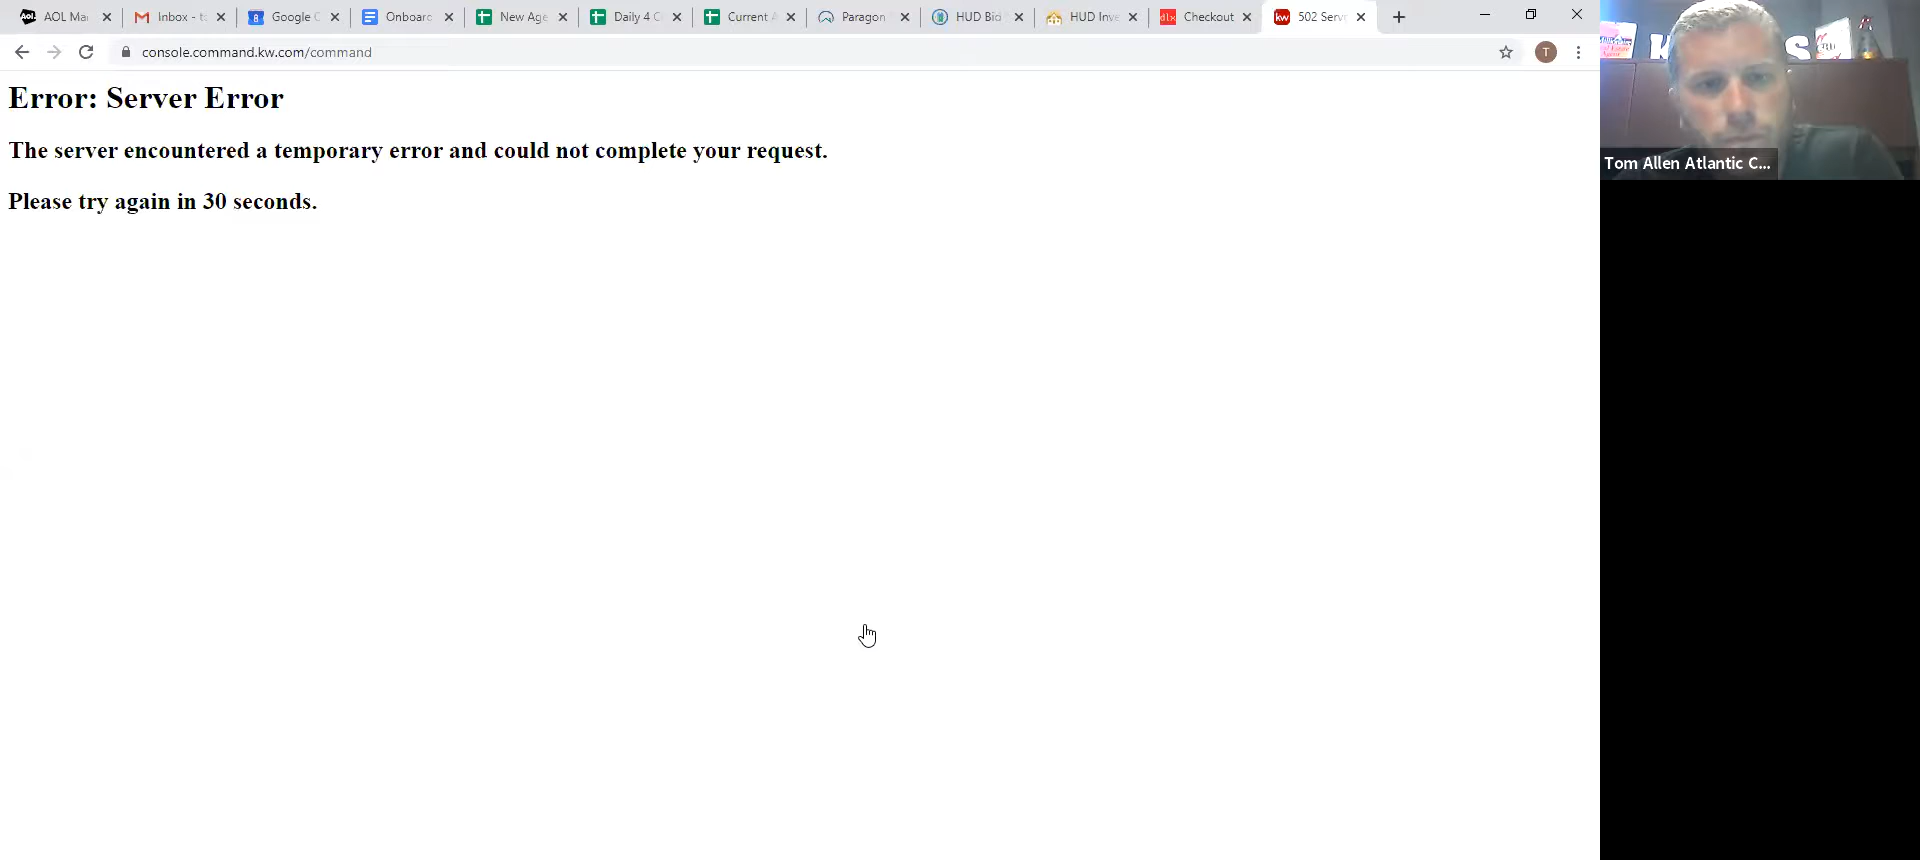 AOL Ma
Inbox - t
Google C
Onboard
New Age
Daily 4 C
Current A
Paragon
HUD Bid
HUD Inve
Checkout
502 Serv
console.command.kw.com/command
T
Error: Server Error
The server encountered a temporary error and could not complete your request.
Please try again in 30 seconds.
Tom Allen Atlantic C...